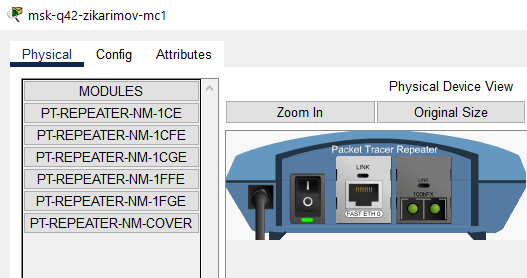 msk-q42-zikarimov-mc1
Physical Config Attributes
MODULES
PT-REPEATER-NM-1CE
PT-REPEATER-NM-1CFE
PT-REPEATER-NM-1CGE
PT-REPEATER-NM-1FFE
PT-REPEATER-NM-1FGE
PT-REPEATER-NM-COVER
Physical Device View
Zoom In Original Size
Packet Tracer Repeater
LINK
LINK
100bFX
FAST ETH 0